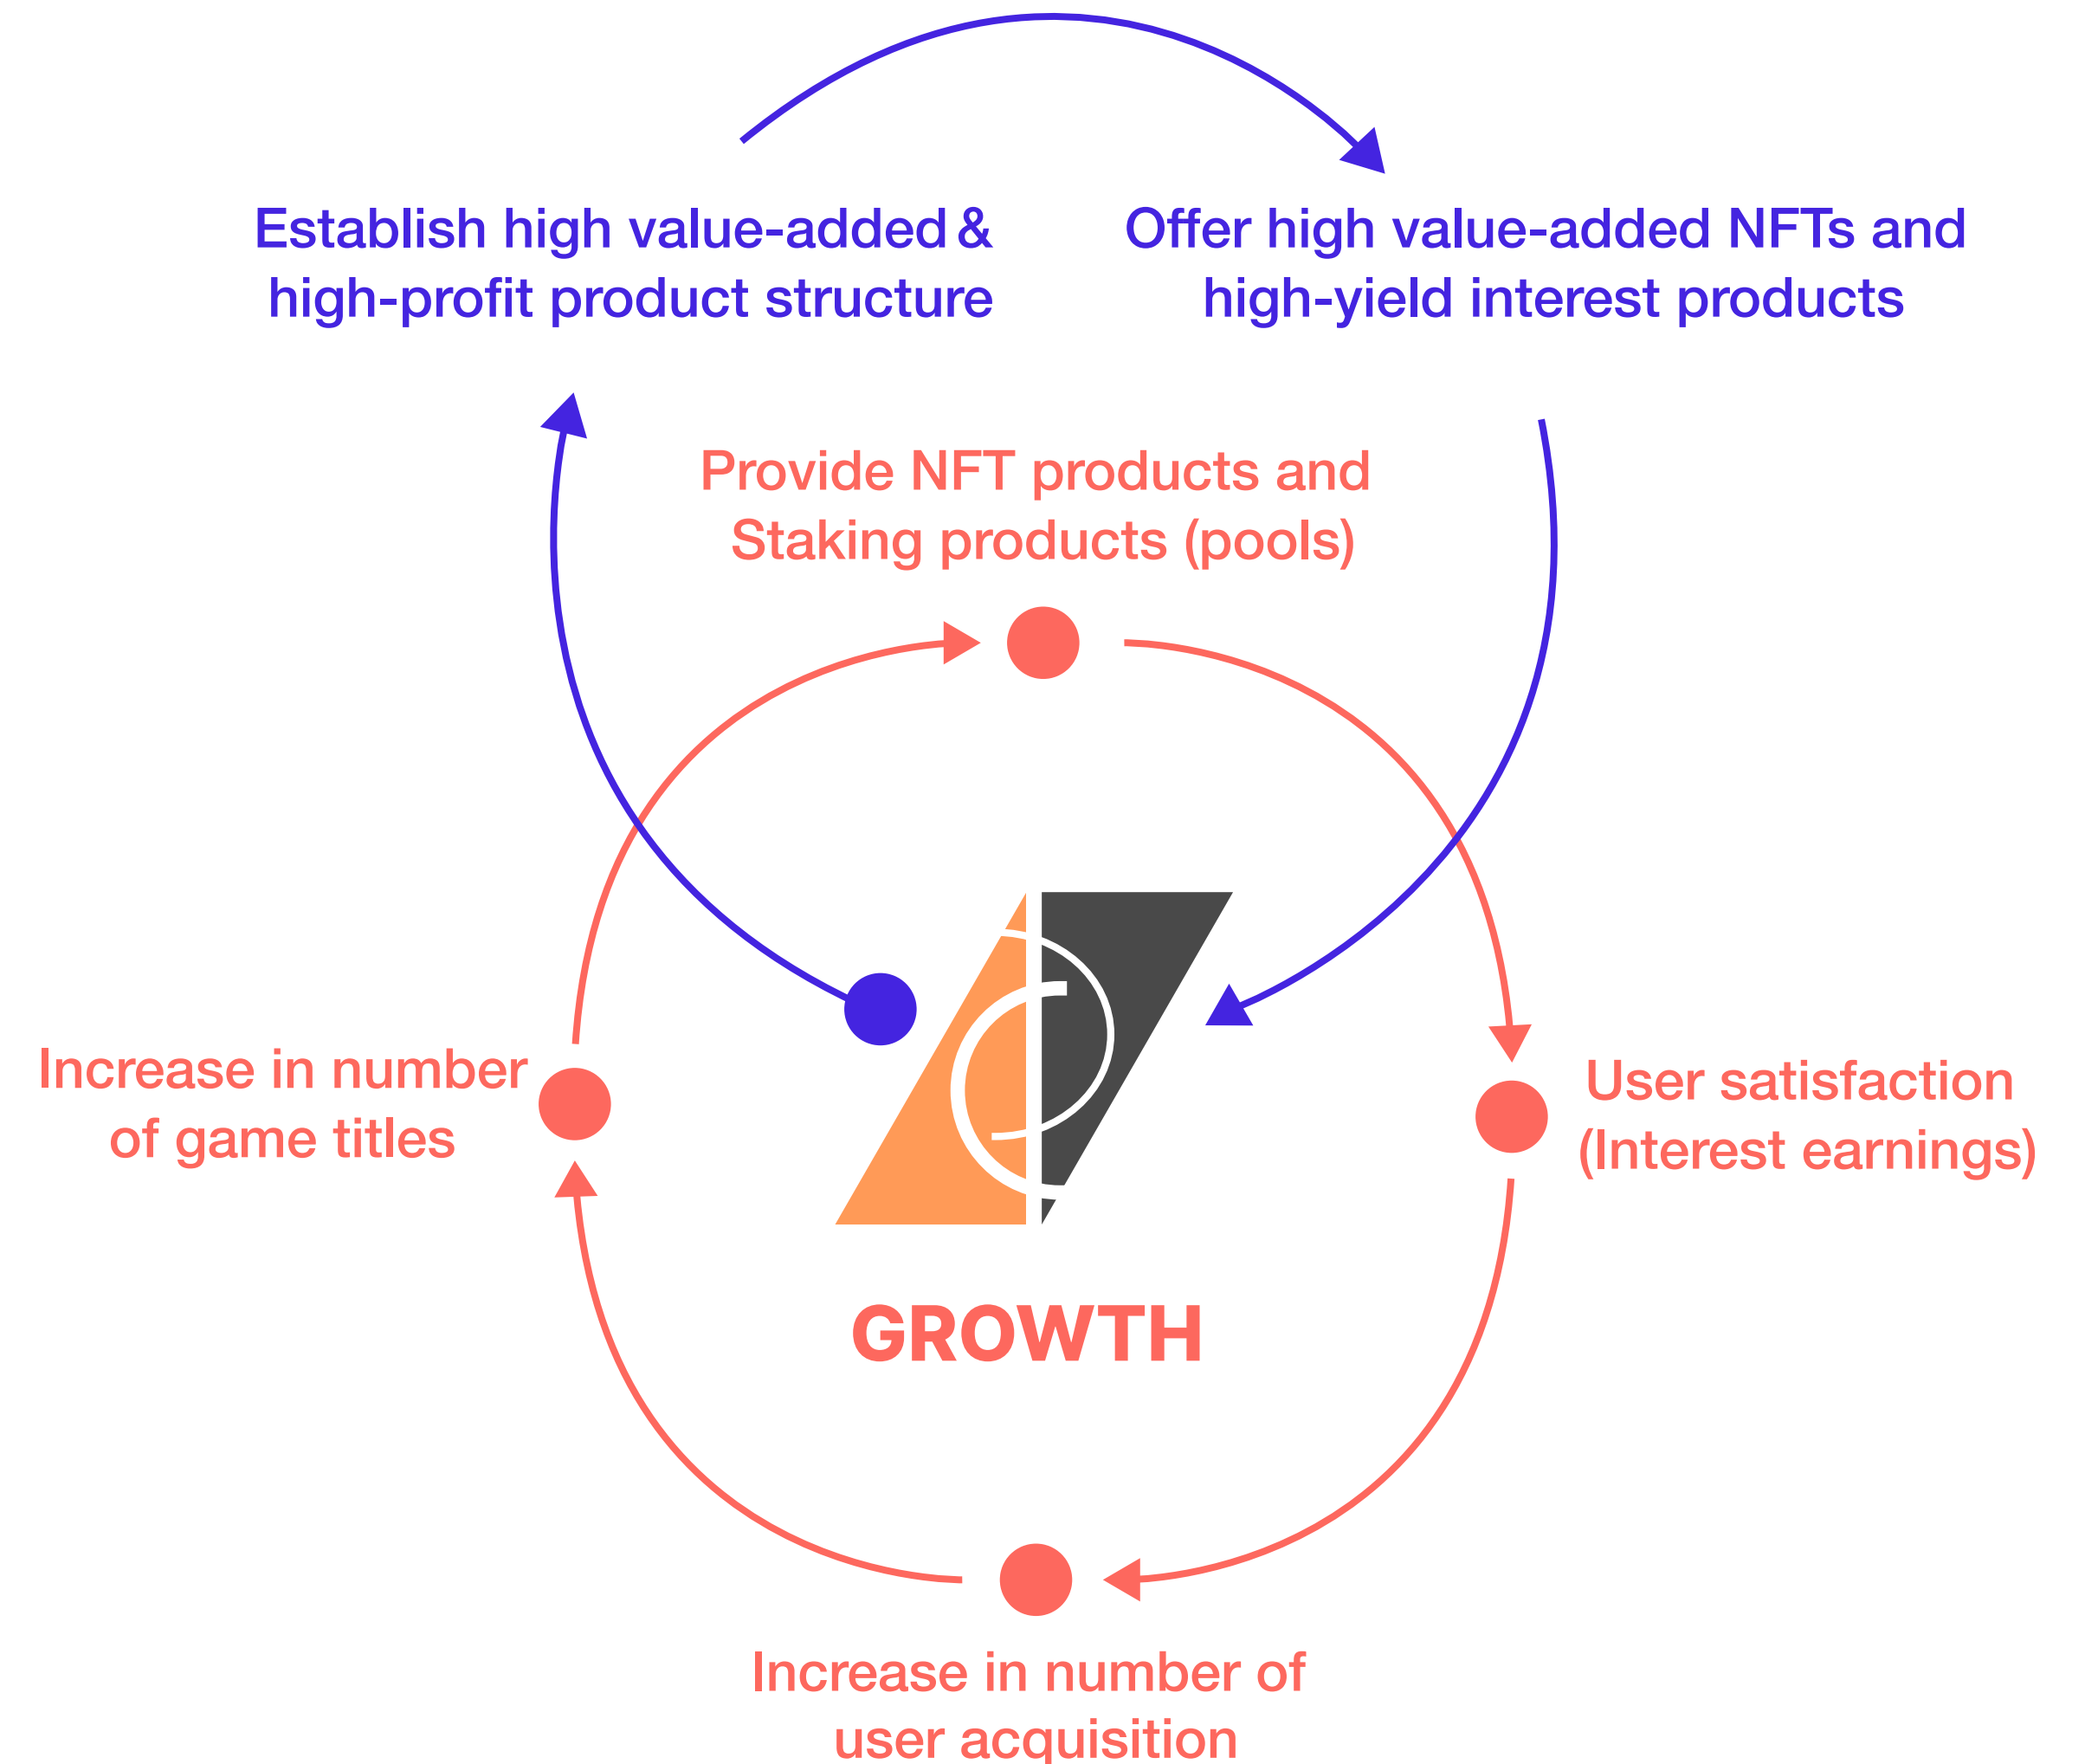 Establish high value-added &
high-profit product structure
Offer high value-added NFTs and
high-yield interest products
Provide NFT products and
Staking products (pools)
Increase in number
of game titles
User satisfaction
(Interest earnings)
GROWTH
Increase in number of
user acquisition